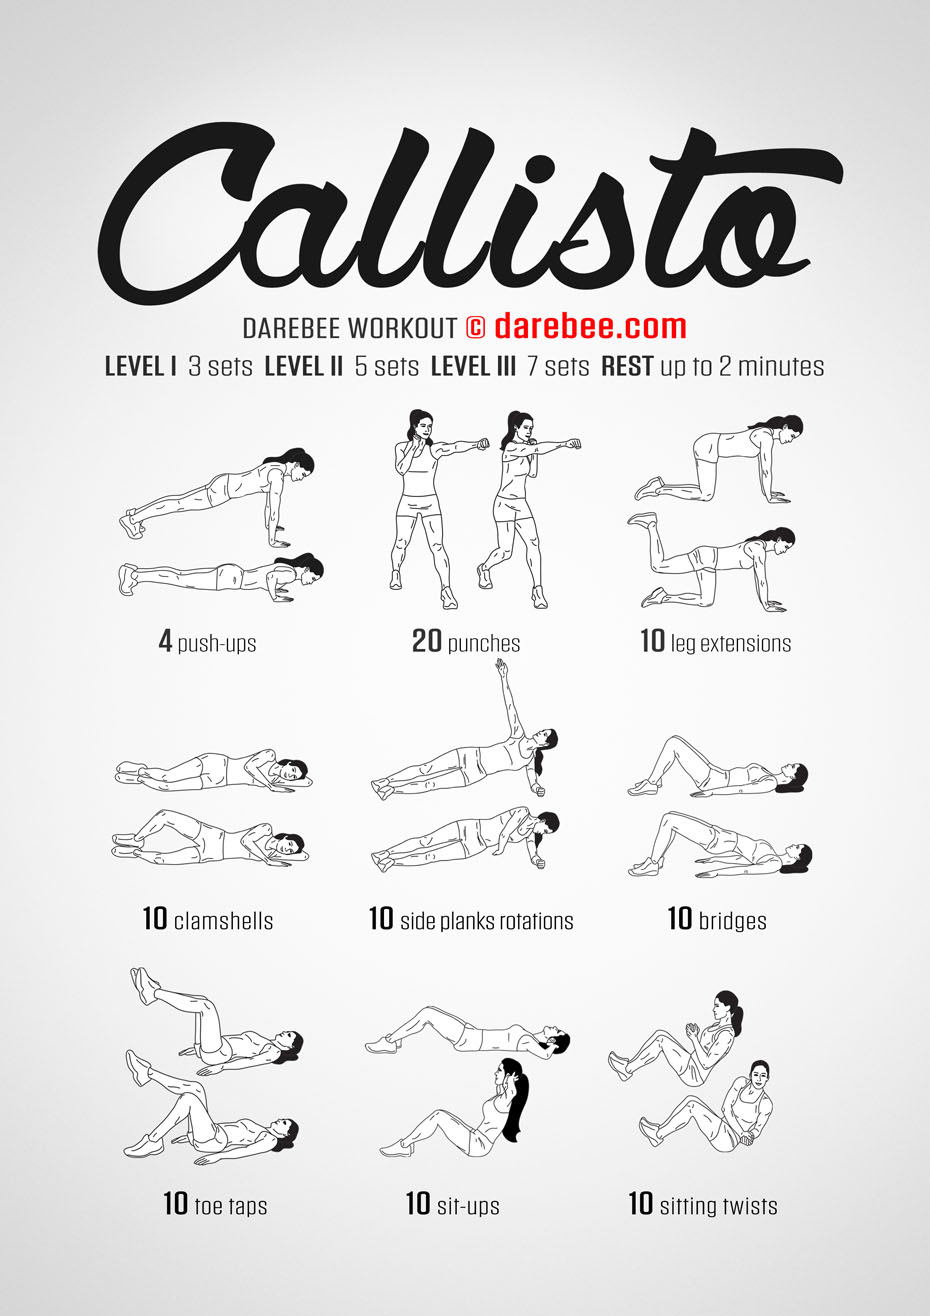 Callisto
DAREBEE WORKOUT © darebee.com
LEVEL I 3 sets LEVEL II 5 sets LEVEL III 7 sets REST up to 2 minutes
4 push-ups
20 punches
10 leg extensions
10 clamshells
10 side planks rotations
10 bridges
10 toe taps
10 sit-ups
10 sitting twists